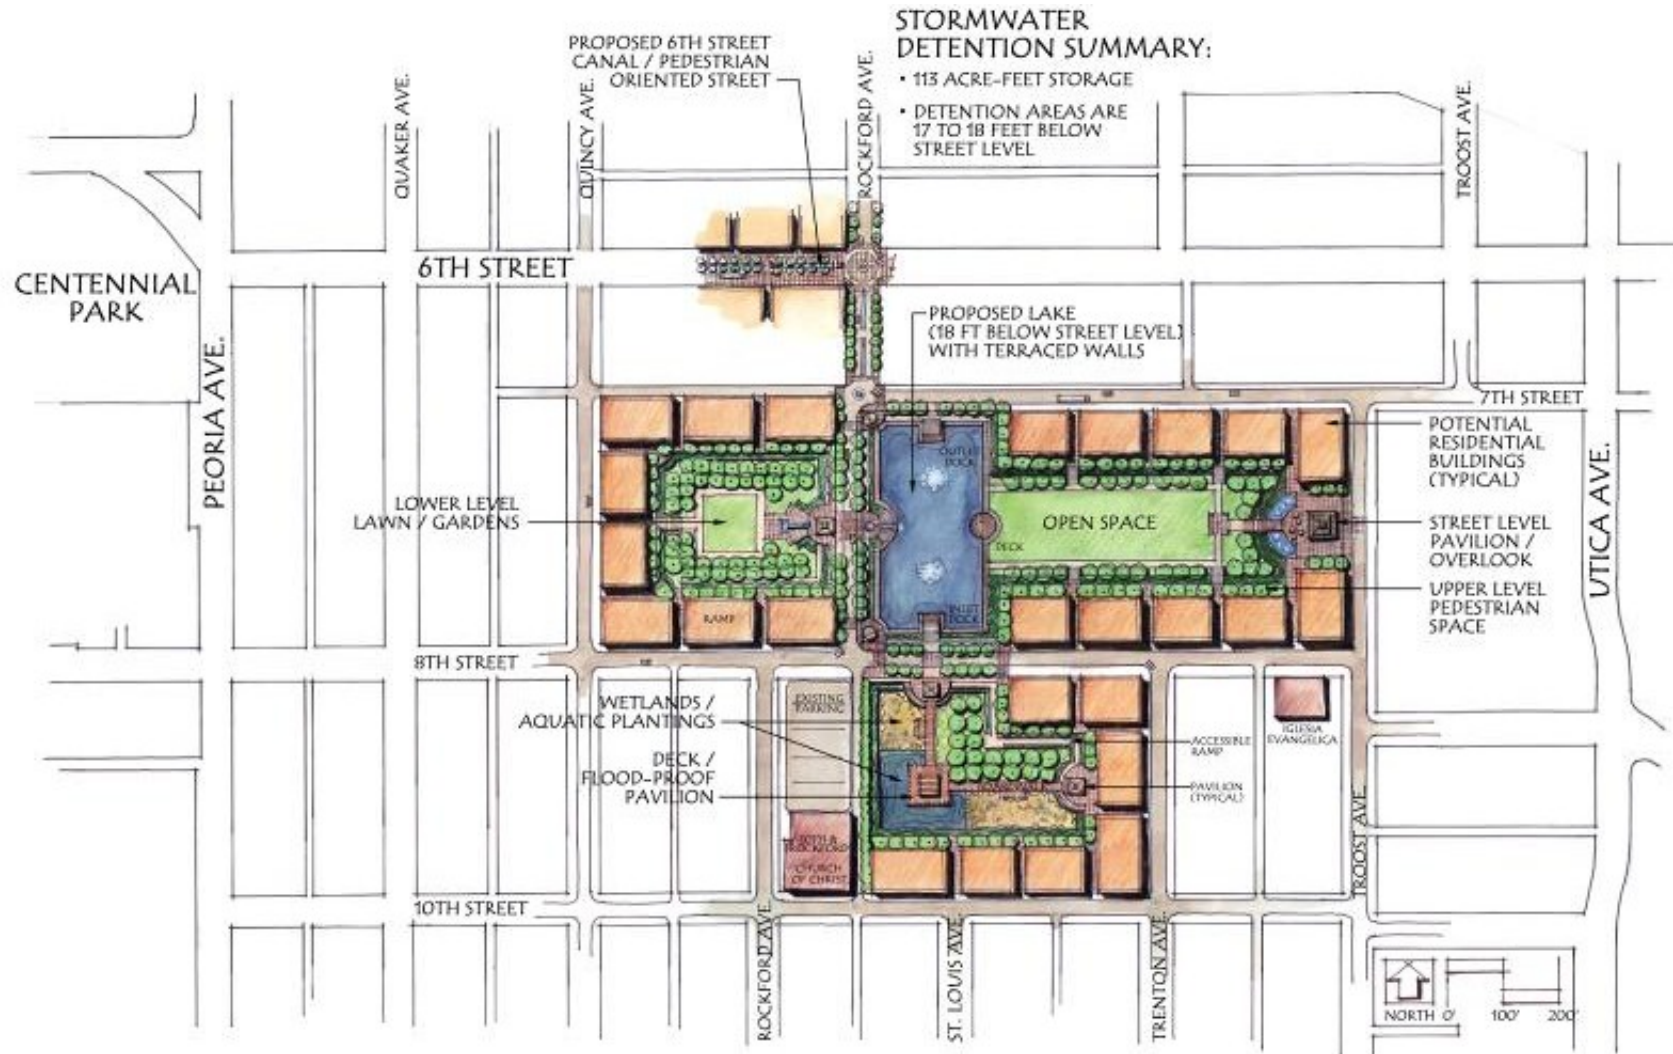 STORMWATER
DETENTION SUMMARY:
• 113 ACRE-FEET STORAGE
• DETENTION AREAS ARE
17 TO 18 FEET BELOW
STREET LEVEL
PROPOSED 6TH STREET
CANAL / PEDESTRIAN
ORIENTED STREET
QUAKER AVE.
QUINCY AVE.
ROCKFORD AVE.
TROOST AVE.
6TH STREET
CENTENNIAL
PARK
PEORIA AVE.
PROPOSED LAKE
(18 FT BELOW STREET LEVEL)
WITH TERRACED WALLS
7TH STREET
POTENTIAL
RESIDENTIAL
BUILDINGS
(TYPICAL)
UTICA AVE.
OUTLET
DOCK
LOWER LEVEL
LAWN / GARDENS
OPEN SPACE
DECK
STREET LEVEL
PAVILION /
OVERLOOK
UPPER LEVEL
PEDESTRIAN
SPACE
RAMP
INLET
DOCK
8TH STREET
WETLANDS /
AQUATIC PLANTINGS
EXISTING
PARKING
IGLESIA
EVANGELICA
ACCESSIBLE
RAMP
DECK /
FLOOD-PROOF
PAVILION
PAVILION
(TYPICAL)
10TH &
ROCKFORD
CHURCH
OF CHRIST
TROOST AVE.
10TH STREET
ROCKFORD AVE.
ST. LOUIS AVE.
TRENTON AVE.
NORTH 0' 100' 200'